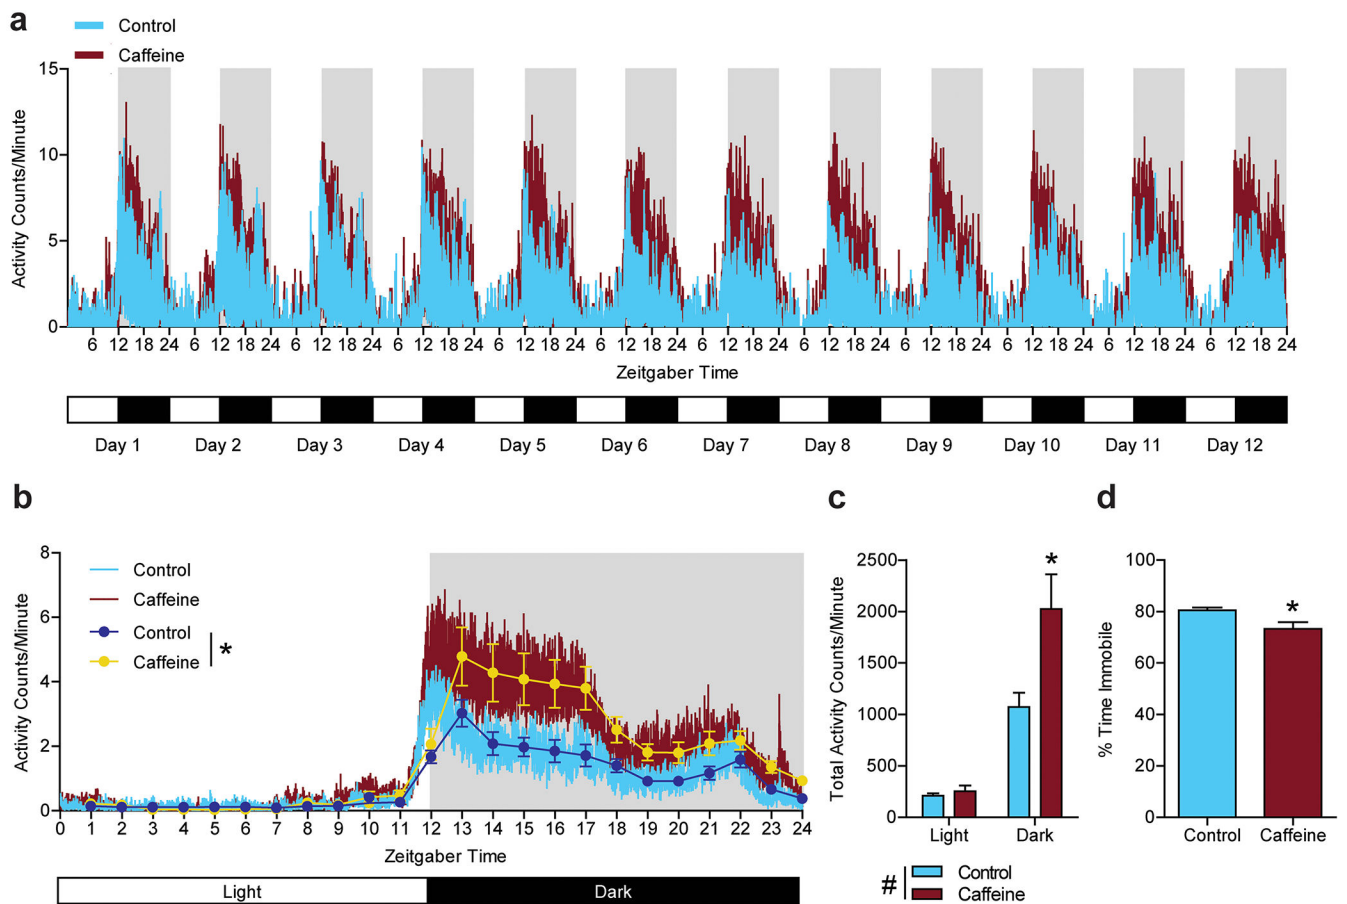 a
Control
Caffeine
Activity Counts/Minute
15
10
5
0
6 12 18 24 6 12 18 24 6 12 18 24 6 12 18 24 6 12 18 24 6 12 18 24 6 12 18 24 6 12 18 24 6 12 18 24 6 12 18 24 6 12 18 24 6 12 18 24
Zeitgaber Time
Day 1 Day 2 Day 3 Day 4 Day 5 Day 6 Day 7 Day 8 Day 9 Day 10 Day 11 Day 12
b
Control
Caffeine
Control
Caffeine
*
Activity Counts/Minute
8
6
4
2
0
0 1 2 3 4 5 6 7 8 9 10 11 12 13 14 15 16 17 18 19 20 21 22 23 24
Zeitgaber Time
Light Dark
c
Total Activity Counts/Minute
2500
2000
1500
1000
500
0
*
Light Dark
#
Control
Caffeine
d
% Time Immobile
100
80
60
40
20
0
*
Control Caffeine